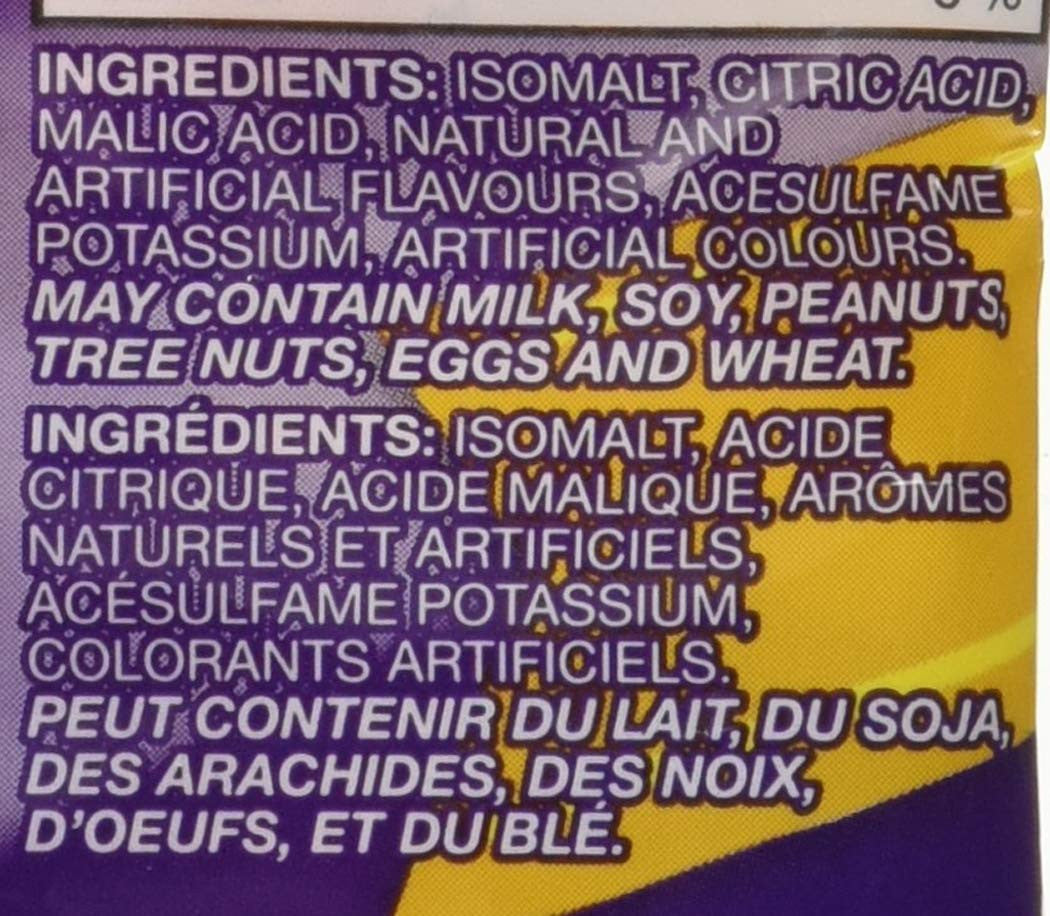 INGREDIENTS: ISOMALT, CITRIC ACID,
MALIC ACID, NATURAL AND
ARTIFICIAL FLAVOURS, ACESULFAME
POTASSIUM, ARTIFICIAL COLOURS.
MAY CONTAIN MILK, SOY, PEANUTS,
TREE NUTS, EGGS AND WHEAT.
INGRÉDIENTS: ISOMALT, ACIDE
CITRIQUE, ACIDE MALIQUE, ARÔMES
NATURELS ET ARTIFICIELS,
ACÉSULFAME POTASSIUM,
COLORANTS ARTIFICIELS.
PEUT CONTENIR DU LAIT, DU SOJA,
DES ARACHIDES, DES NOIX,
D'OEUFS, ET DU BLÉ.